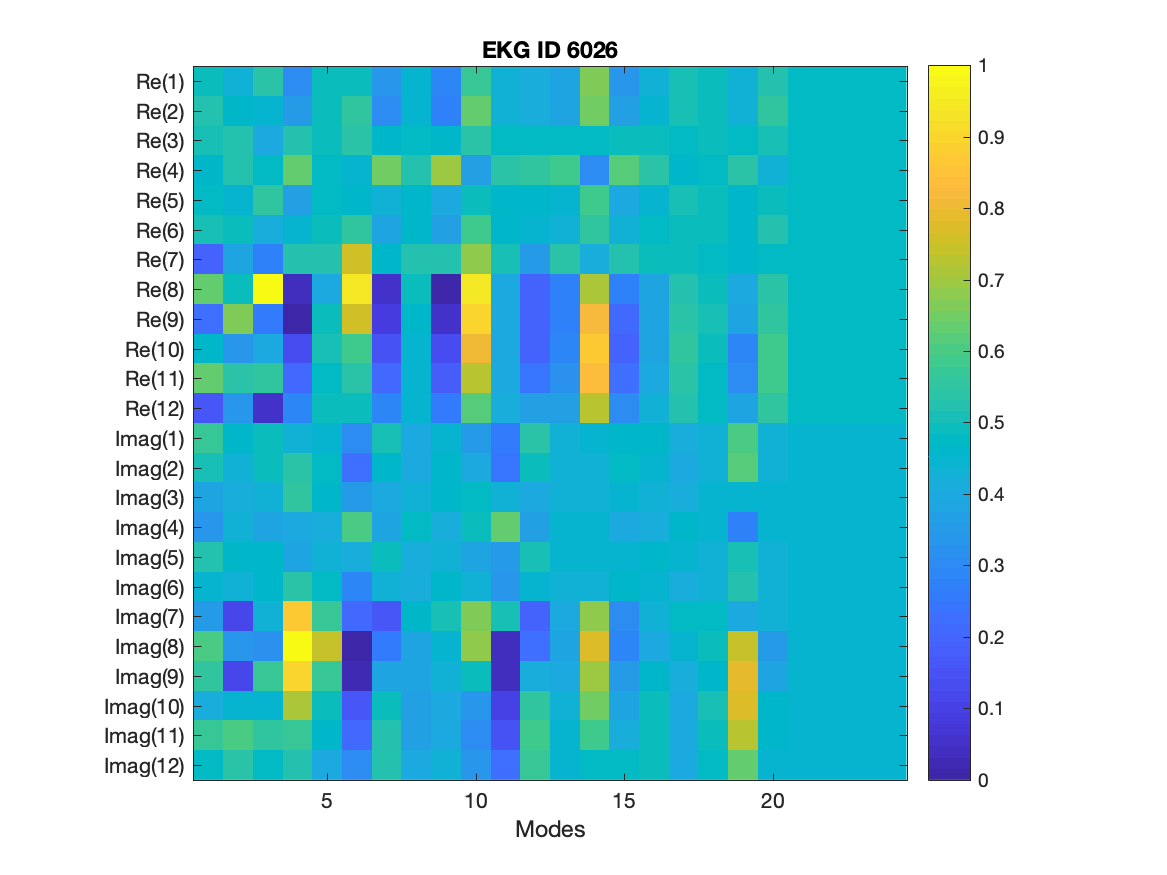 EKG ID 6026
Re(1)
Re(2)
Re(3)
Re(4)
Re(5)
Re(6)
Re(7)
Re(8)
Re(9)
Re(10)
Re(11)
Re(12)
Imag(1)
Imag(2)
Imag(3)
Imag(4)
Imag(5)
Imag(6)
Imag(7)
Imag(8)
Imag(9)
Imag(10)
Imag(11)
Imag(12)
5 10 15 20
Modes
1
0.9
0.8
0.7
0.6
0.5
0.4
0.3
0.2
0.1
0